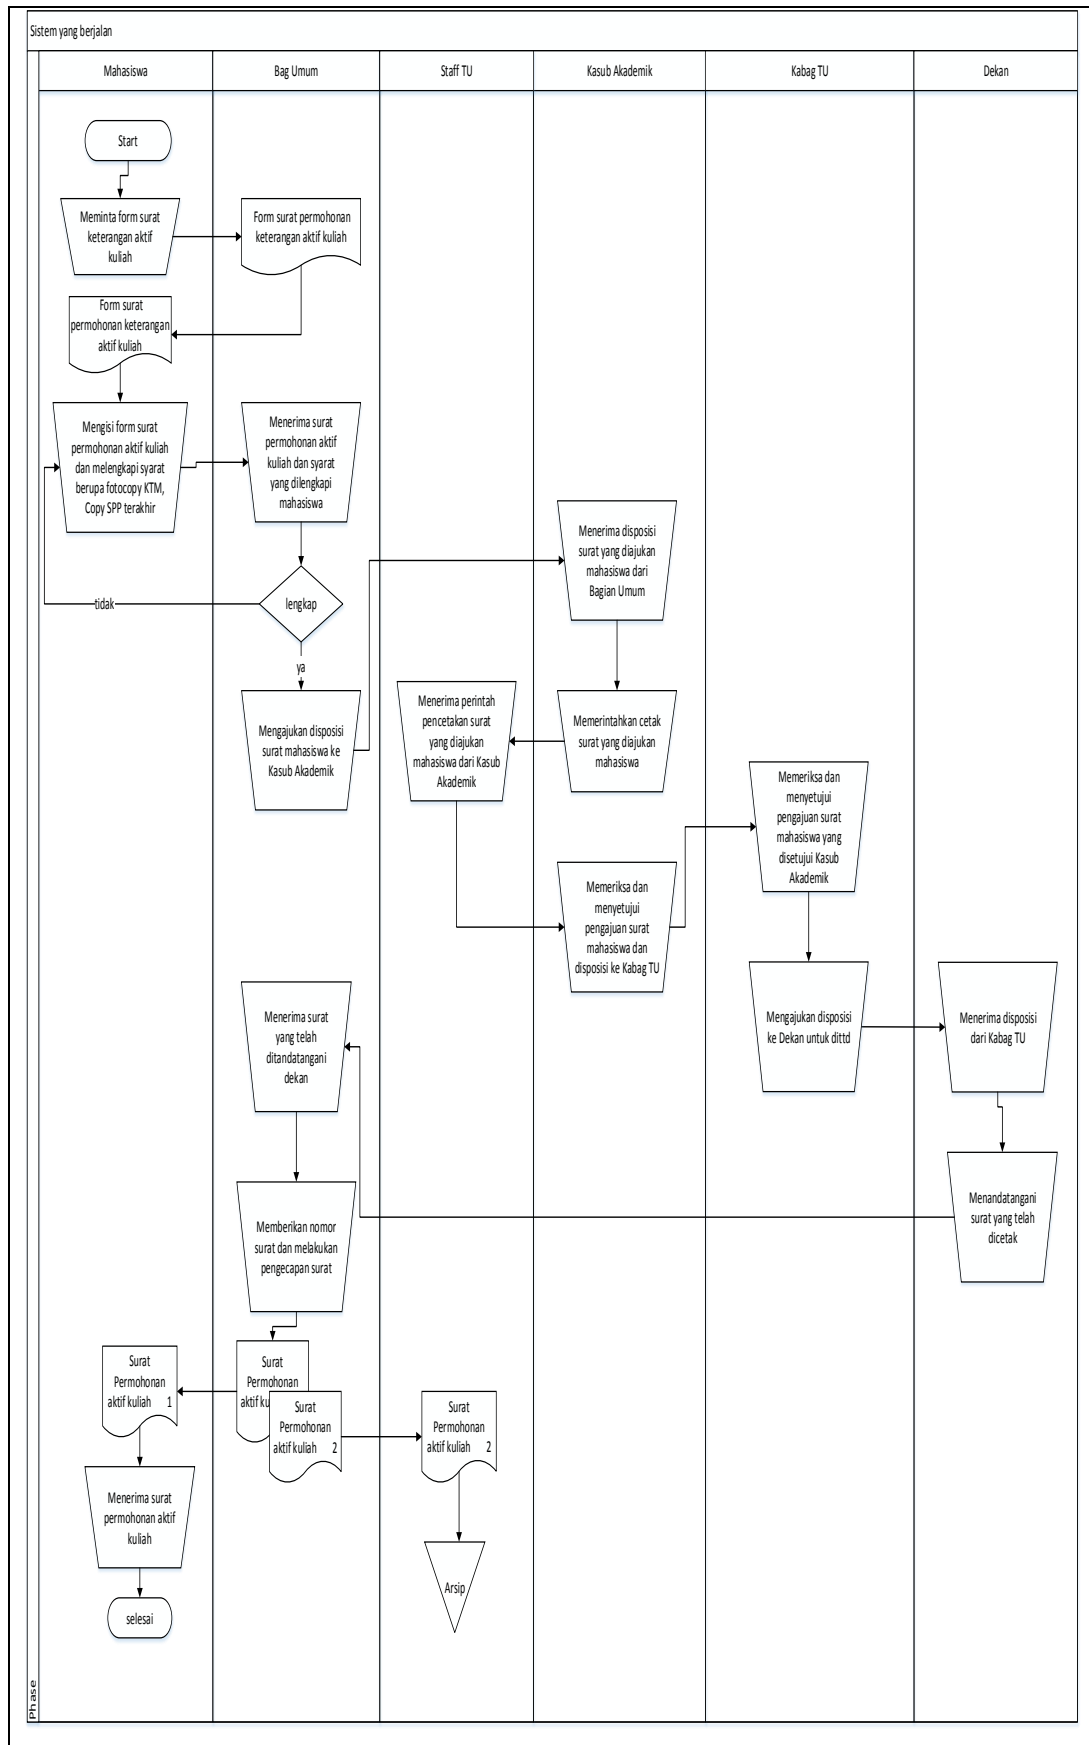 Sistem yang berjalan
Mahasiswa
Bag Umum
Staff TU
Kasub Akademik
Kabag TU
Dekan
Start
Meminta form surat
keterangan aktif
kuliah
Form surat permohonan
keterangan aktif kuliah
Form surat
permohonan keterangan
aktif kuliah
Mengisi form surat
permohonan aktif kuliah
dan melengkapi syarat
berupa fotocopy KTM,
Copy SPP terakhir
Menerima surat
permohonan aktif
kuliah dan syarat
yang dilengkapi
mahasiswa
Menerima disposisi
surat yang diajukan
mahasiswa dari
Bagian Umum
tidak
lengkap
ya
Mengajukan disposisi
surat mahasiswa ke
Kasub Akademik
Menerima perintah
pencetakan surat
yang diajukan
mahasiswa dari Kasub
Akademik
Memerintahkan cetak
surat yang diajukan
mahasiswa
Memeriksa dan
menyetujui
pengajuan surat
mahasiswa yang
disetujui Kasub
Akademik
Memeriksa dan
menyetujui
pengajuan surat
mahasiswa dan
disposisi ke Kabag TU
Mengajukan disposisi
ke Dekan untuk dittd
Menerima disposisi
dari Kabag TU
Menerima surat
yang telah
ditandatangani
dekan
Menandatangani
surat yang telah
dicetak
Memberikan nomor
surat dan melakukan
pengecapan surat
Surat
Permohonan
aktif kuliah 1
Surat
Permohonan
aktif ku
Surat
Permohonan
aktif kuliah 2
Surat
Permohonan
aktif kuliah 2
Menerima surat
permohonan aktif
kuliah
Arsip
selesai
Phase